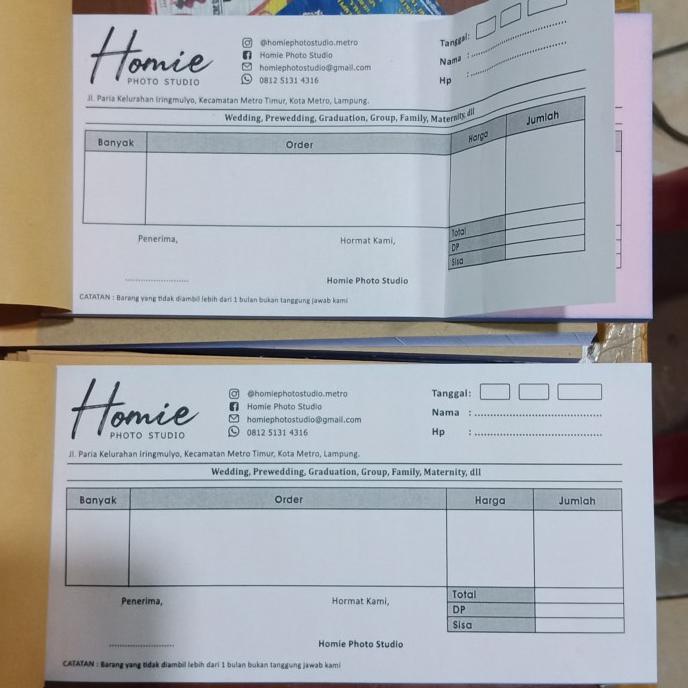 Homie
PHOTO STUDIO
@homiephotostudio.metro
Homie Photo Studio
homiephotostudio@gmail.com
0812 5131 4316
Tanggal:
Nama :
Hp :
Jl. Paria Kelurahan Iringmulyo, Kecamatan Metro Timur, Kota Metro, Lampung.
Wedding, Prewedding, Graduation, Group, Family, Maternity, dll
Banyak Order Harga Jumlah
Total
DP
Sisa
Penerima, Hormat Kami,
Homie Photo Studio
CATATAN : Barang yang tidak diambil lebih dari 1 bulan bukan tanggung jawab kami
Homie
PHOTO STUDIO
@homiephotostudio.metro
Homie Photo Studio
homiephotostudio@gmail.com
0812 5131 4316
Tanggal:
Nama :
Hp :
Jl. Paria Kelurahan Iringmulyo, Kecamatan Metro Timur, Kota Metro, Lampung.
Wedding, Prewedding, Graduation, Group, Family, Maternity, dll
Banyak Order Harga Jumlah
Total
DP
Sisa
Penerima, Hormat Kami,
Homie Photo Studio
CATATAN : Barang yang tidak diambil lebih dari 1 bulan bukan tanggung jawab kami